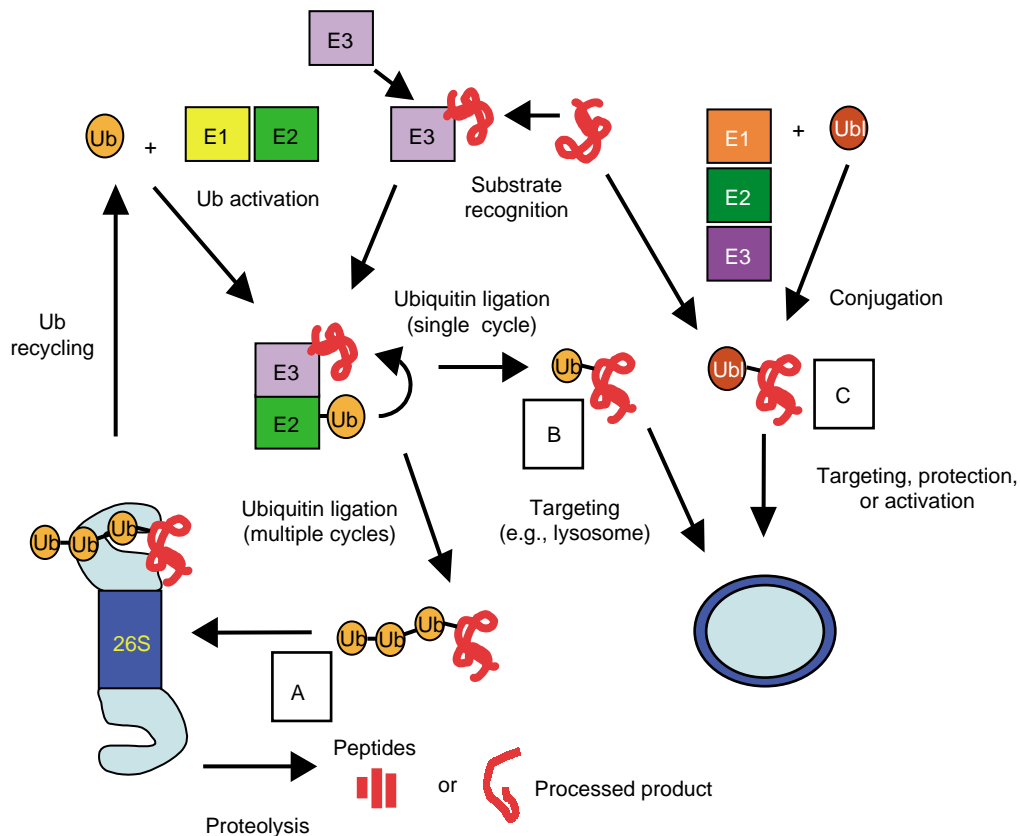 E3
Ub
+
E1
E2
E3
E1
+
Ubl
Ub activation
Substrate
recognition
E2
E3
Ub
recycling
Ubiquitin ligation
(single cycle)
Conjugation
E3
E2
Ub
Ub
B
Ubl
C
Ubiquitin ligation
(multiple cycles)
Targeting
(e.g., lysosome)
Targeting, protection,
or activation
Ub
Ub
Ub
26S
Ub
Ub
Ub
A
Peptides
or
Processed product
Proteolysis